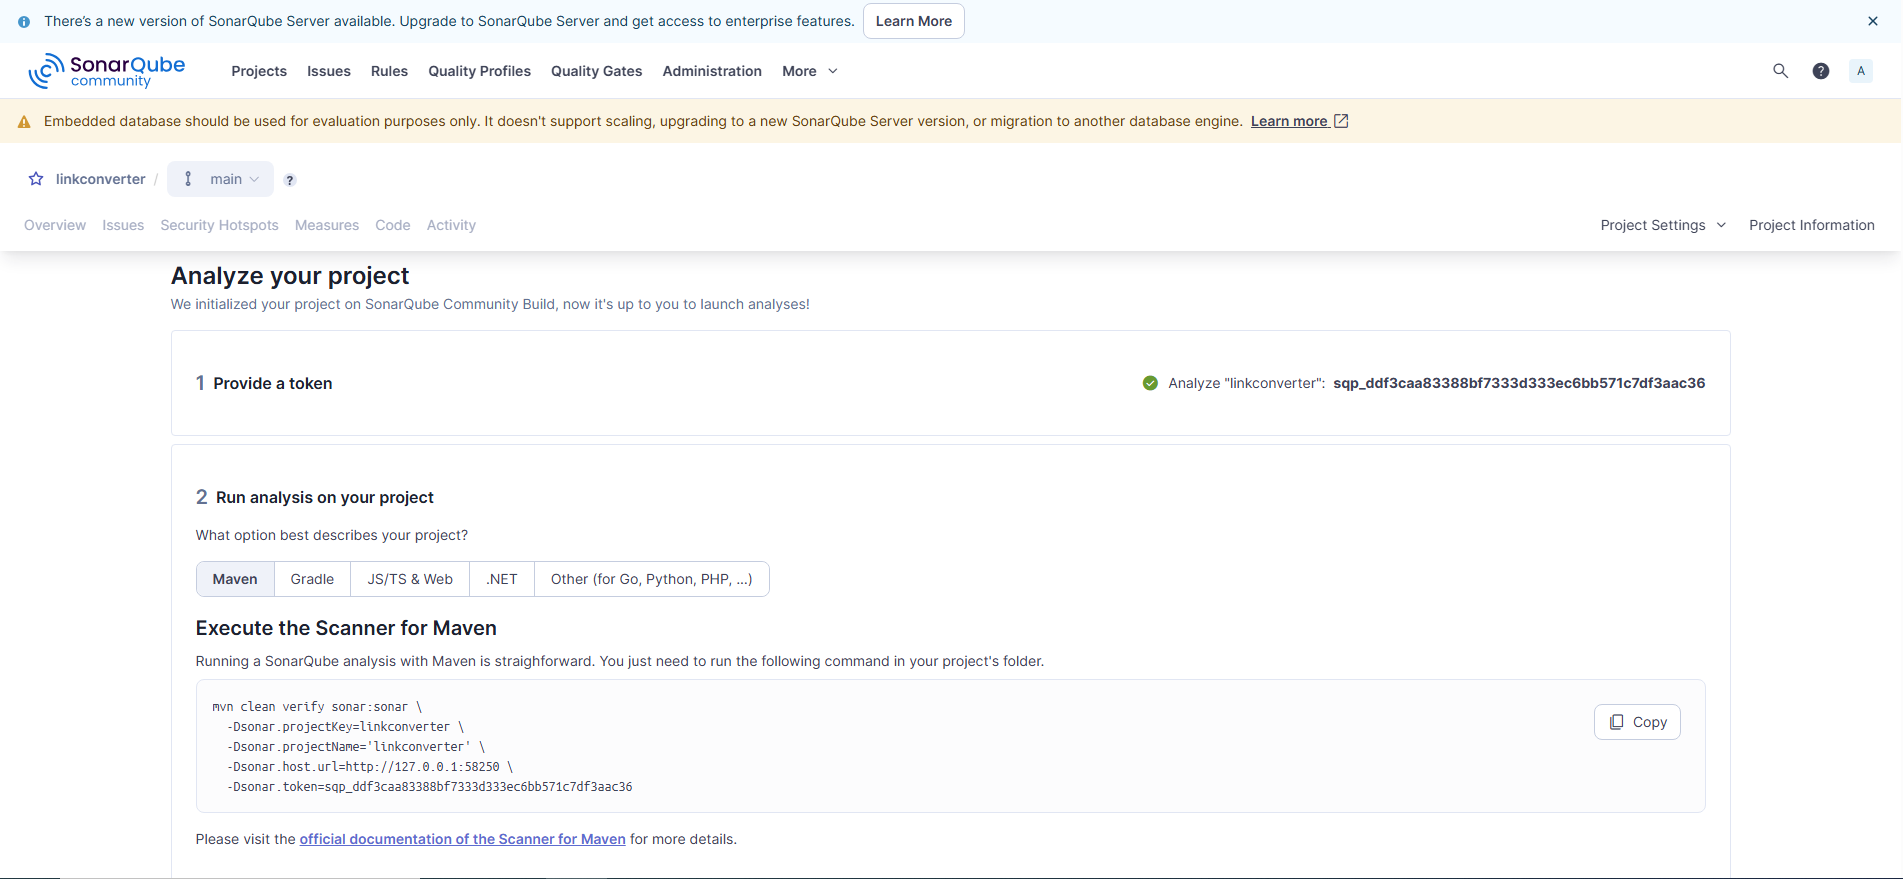 There's a new version of SonarQube Server available. Upgrade to SonarQube Server and get access to enterprise features. Learn More
SonarQube community Projects Issues Rules Quality Profiles Quality Gates Administration More ? A
Embedded database should be used for evaluation purposes only. It doesn't support scaling, upgrading to a new SonarQube Server version, or migration to another database engine. Learn more
linkconverter / main ?
Overview Issues Security Hotspots Measures Code Activity Project Settings Project Information
Analyze your project
We initialized your project on SonarQube Community Build, now it's up to you to launch analyses!
1 Provide a token Analyze "linkconverter": sqp_ddf3caa83388bf7333d333ec6bb571c7df3aac36
2 Run analysis on your project
What option best describes your project?
Maven Gradle JS/TS & Web .NET Other (for Go, Python, PHP, ...)
Execute the Scanner for Maven
Running a SonarQube analysis with Maven is straighforward. You just need to run the following command in your project's folder.
mvn clean verify sonar:sonar \
-Dsonar.projectKey=linkconverter \
-Dsonar.projectName='linkconverter' \
-Dsonar.host.url=http://127.0.0.1:58250 \
-Dsonar.token=sqp_ddf3caa83388bf7333d333ec6bb571c7df3aac36
Copy
Please visit the official documentation of the Scanner for Maven for more details.